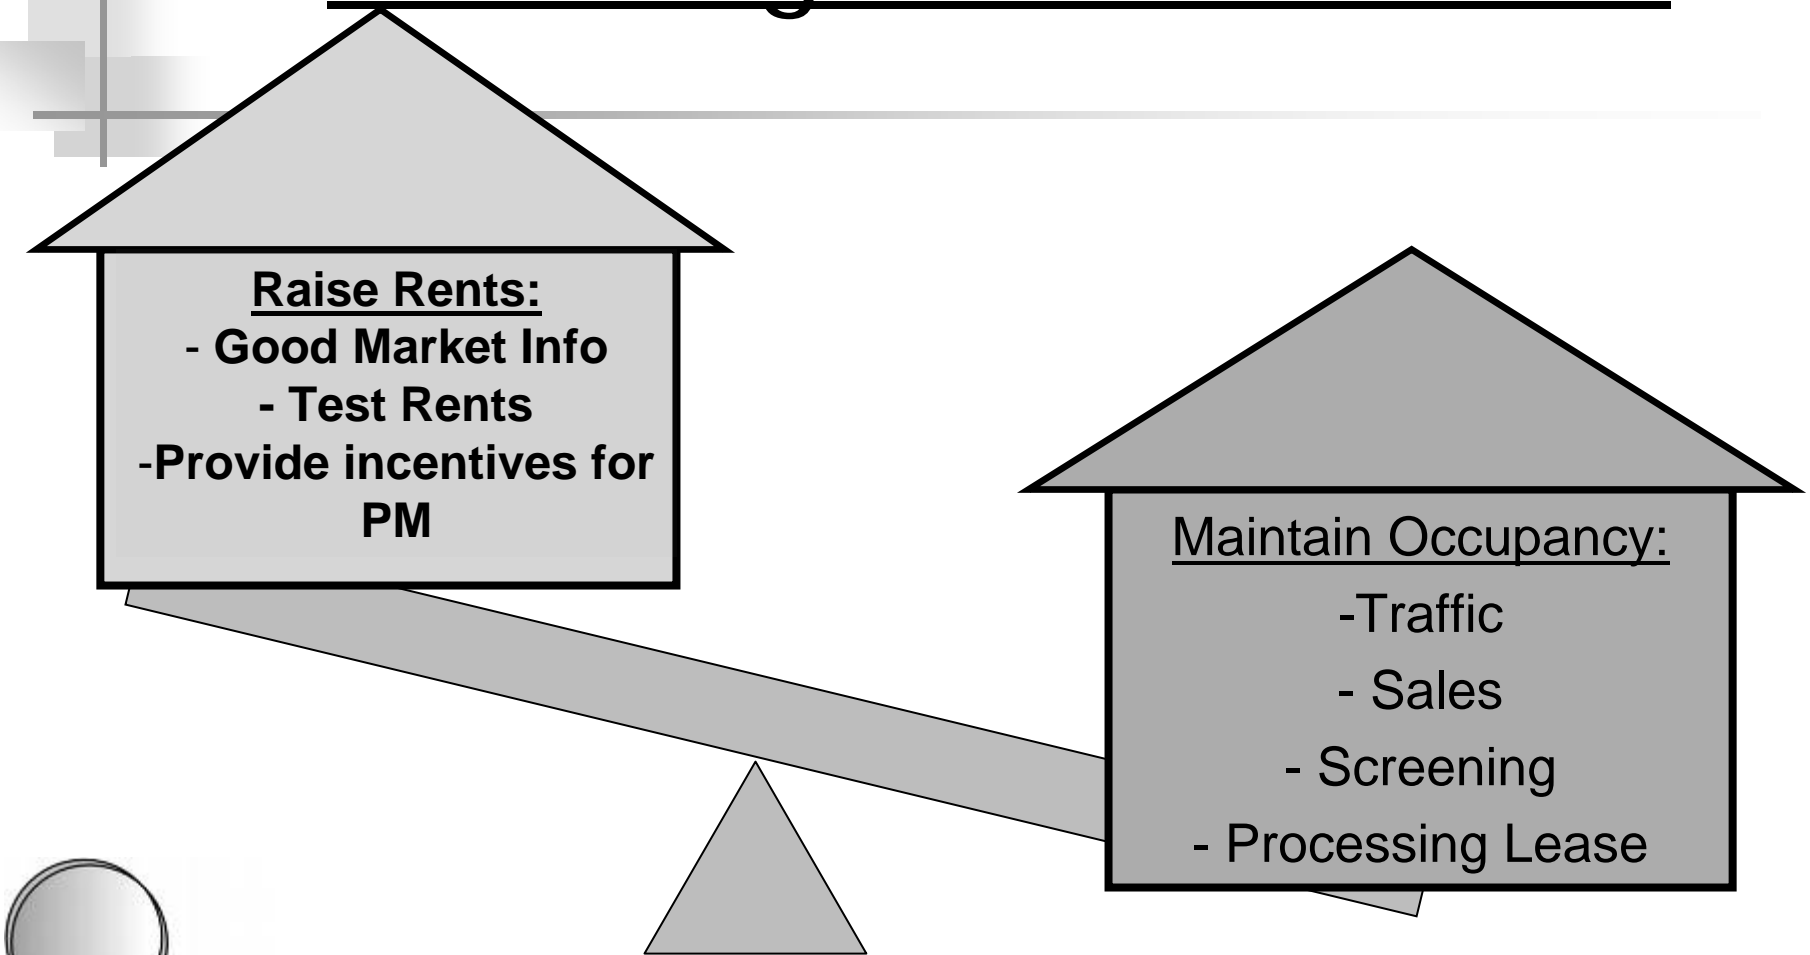 Raise Rents:
- Good Market Info
- Test Rents
-Provide incentives for
PM
Maintain Occupancy:
-Traffic
- Sales
- Screening
- Processing Lease